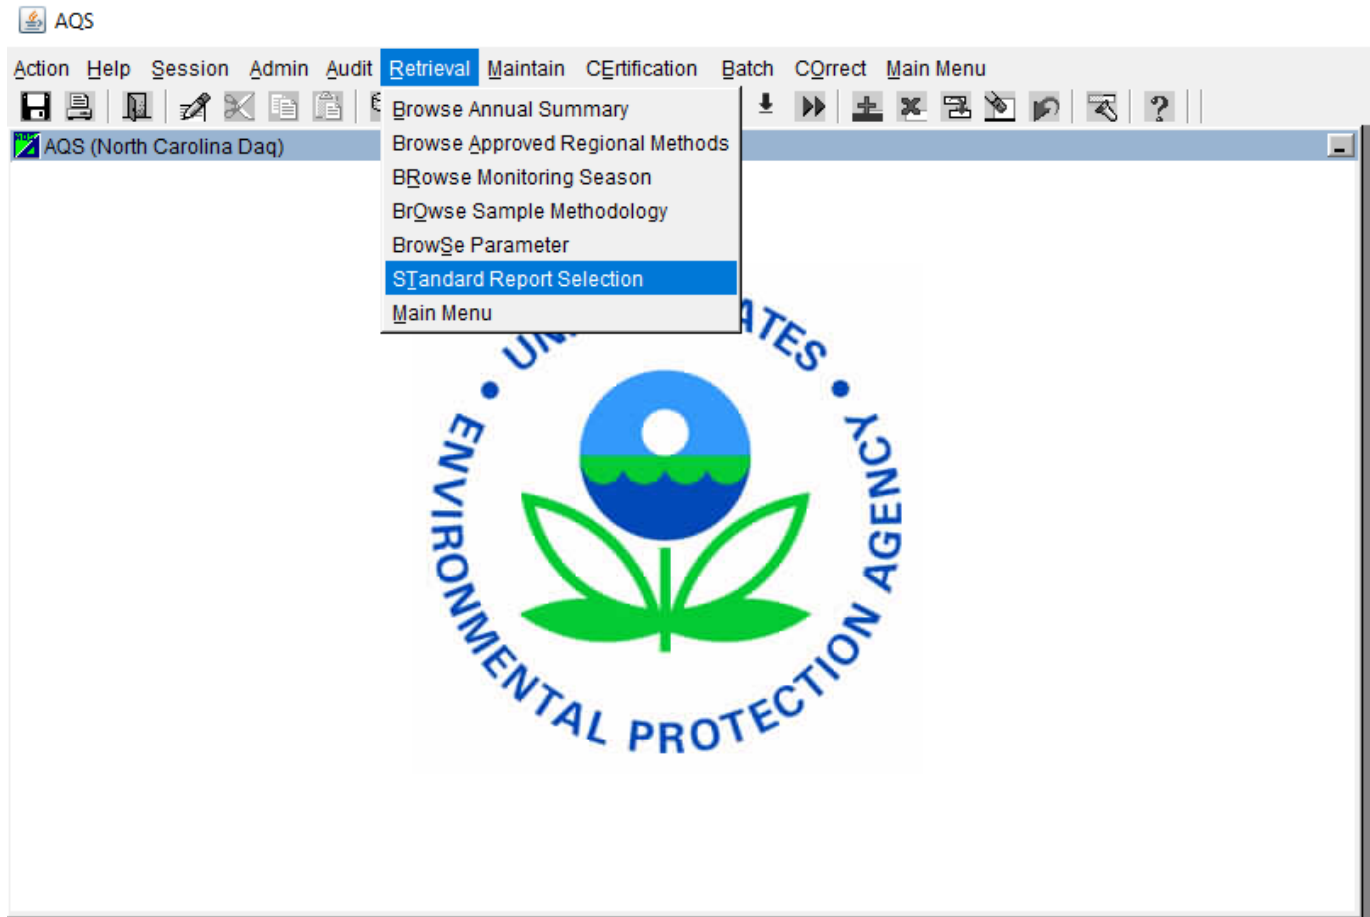 AQS
Action Help Session Admin Audit Retrieval Maintain CErtification Batch COrrect Main Menu
AQS (North Carolina Daq)
Browse Annual Summary
Browse Approved Regional Methods
BRowse Monitoring Season
BrOwse Sample Methodology
BrowSe Parameter
STandard Report Selection
Main Menu
ENVIRONMENTAL PROTECTION AGENCY